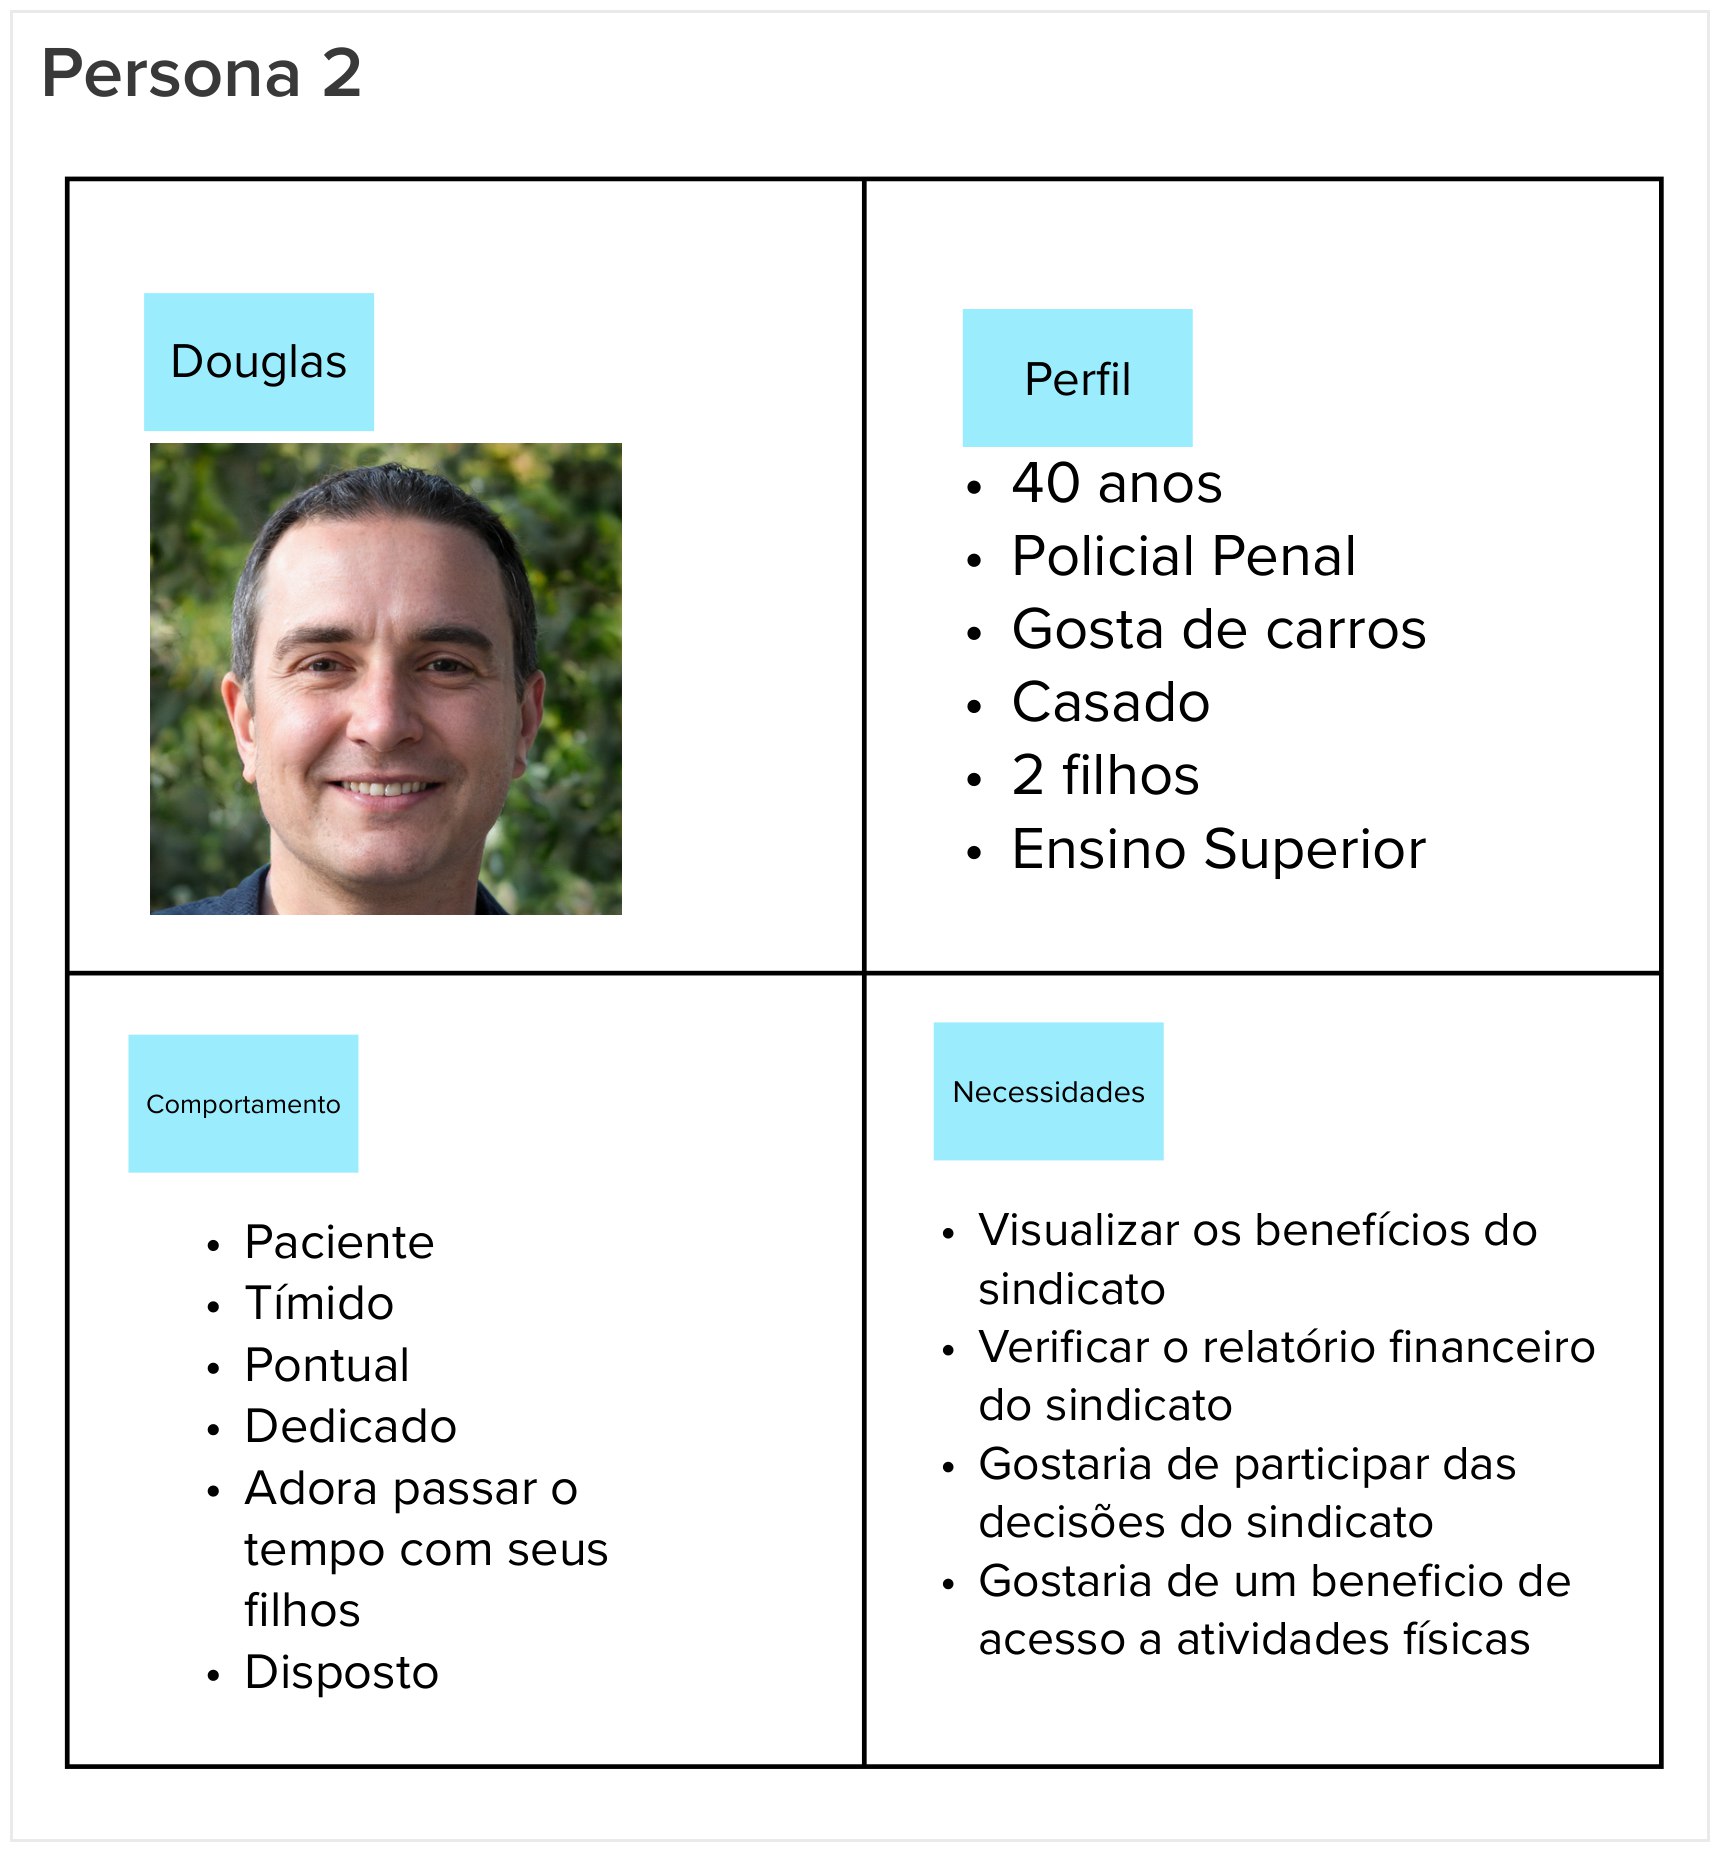 Persona 2
Douglas
Perfil
• 40 anos
• Policial Penal
• Gosta de carros
• Casado
• 2 filhos
• Ensino Superior
Comportamento
• Paciente
• Tímido
• Pontual
• Dedicado
• Adora passar o
tempo com seus
filhos
• Disposto
Necessidades
• Visualizar os benefícios do
sindicato
• Verificar o relatório financeiro
do sindicato
• Gostaria de participar das
decisões do sindicato
• Gostaria de um beneficio de
acesso a atividades físicas